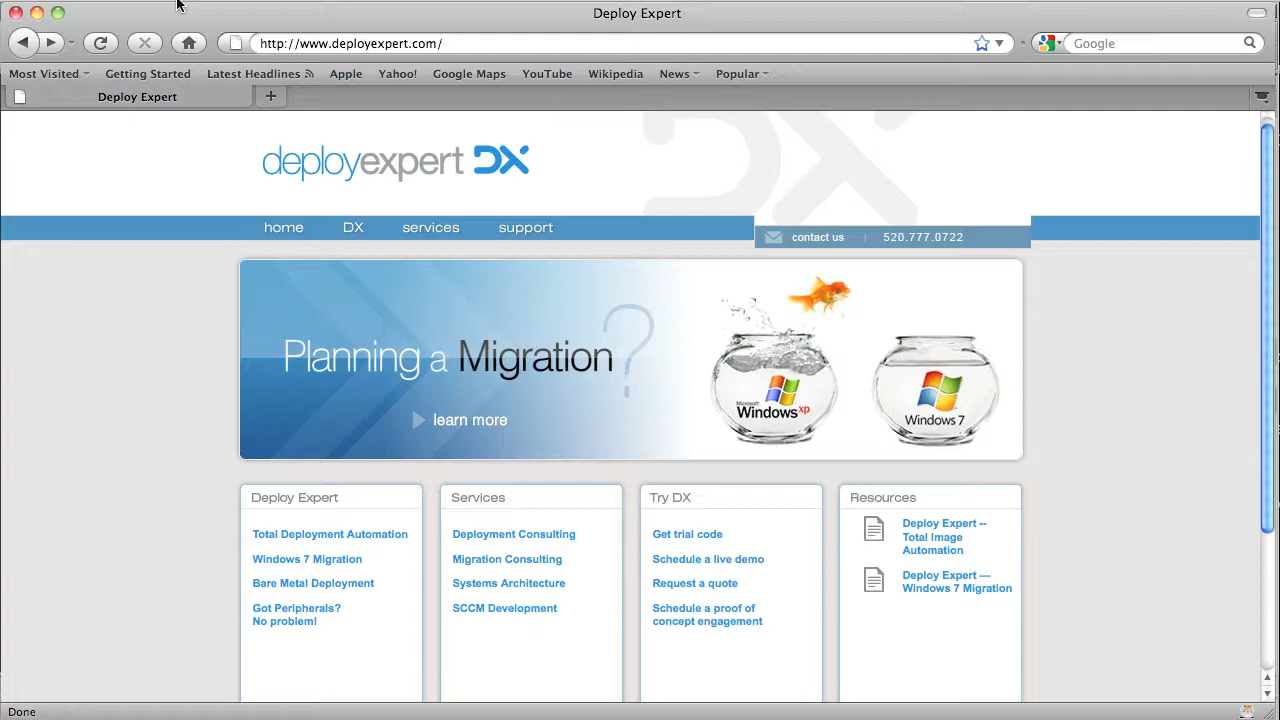 Deploy Expert
http://www.deployexpert.com/
Google
Most Visited Getting Started Latest Headlines Apple Yahoo! Google Maps YouTube Wikipedia News Popular
Deploy Expert
deployexpert DX
home DX services support
contact us | 520.777.0722
Planning a Migration?
learn more
Microsoft
Windows xp
Windows 7
Deploy Expert
Total Deployment Automation
Windows 7 Migration
Bare Metal Deployment
Got Peripherals?
No problem!
Services
Deployment Consulting
Migration Consulting
Systems Architecture
SCCM Development
Try DX
Get trial code
Schedule a live demo
Request a quote
Schedule a proof of
concept engagement
Resources
Deploy Expert --
Total Image
Automation
Deploy Expert —
Windows 7 Migration
Done